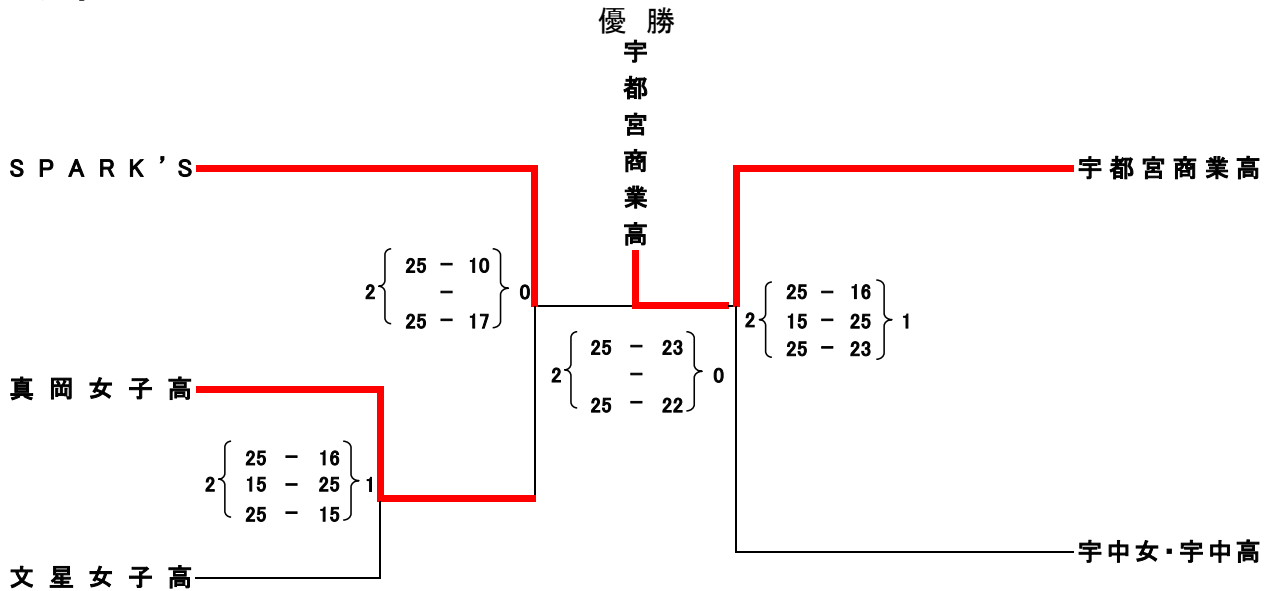 優勝
宇都宮商業高
SPARK'S
宇都宮商業高
2 25 - 10 0
-
25 - 17
2 25 - 16 1
15 - 25
25 - 23
2 25 - 23 0
-
25 - 22
真岡女子高
2 25 - 16 1
15 - 25
25 - 15
宇中女・宇中高
文星女子高